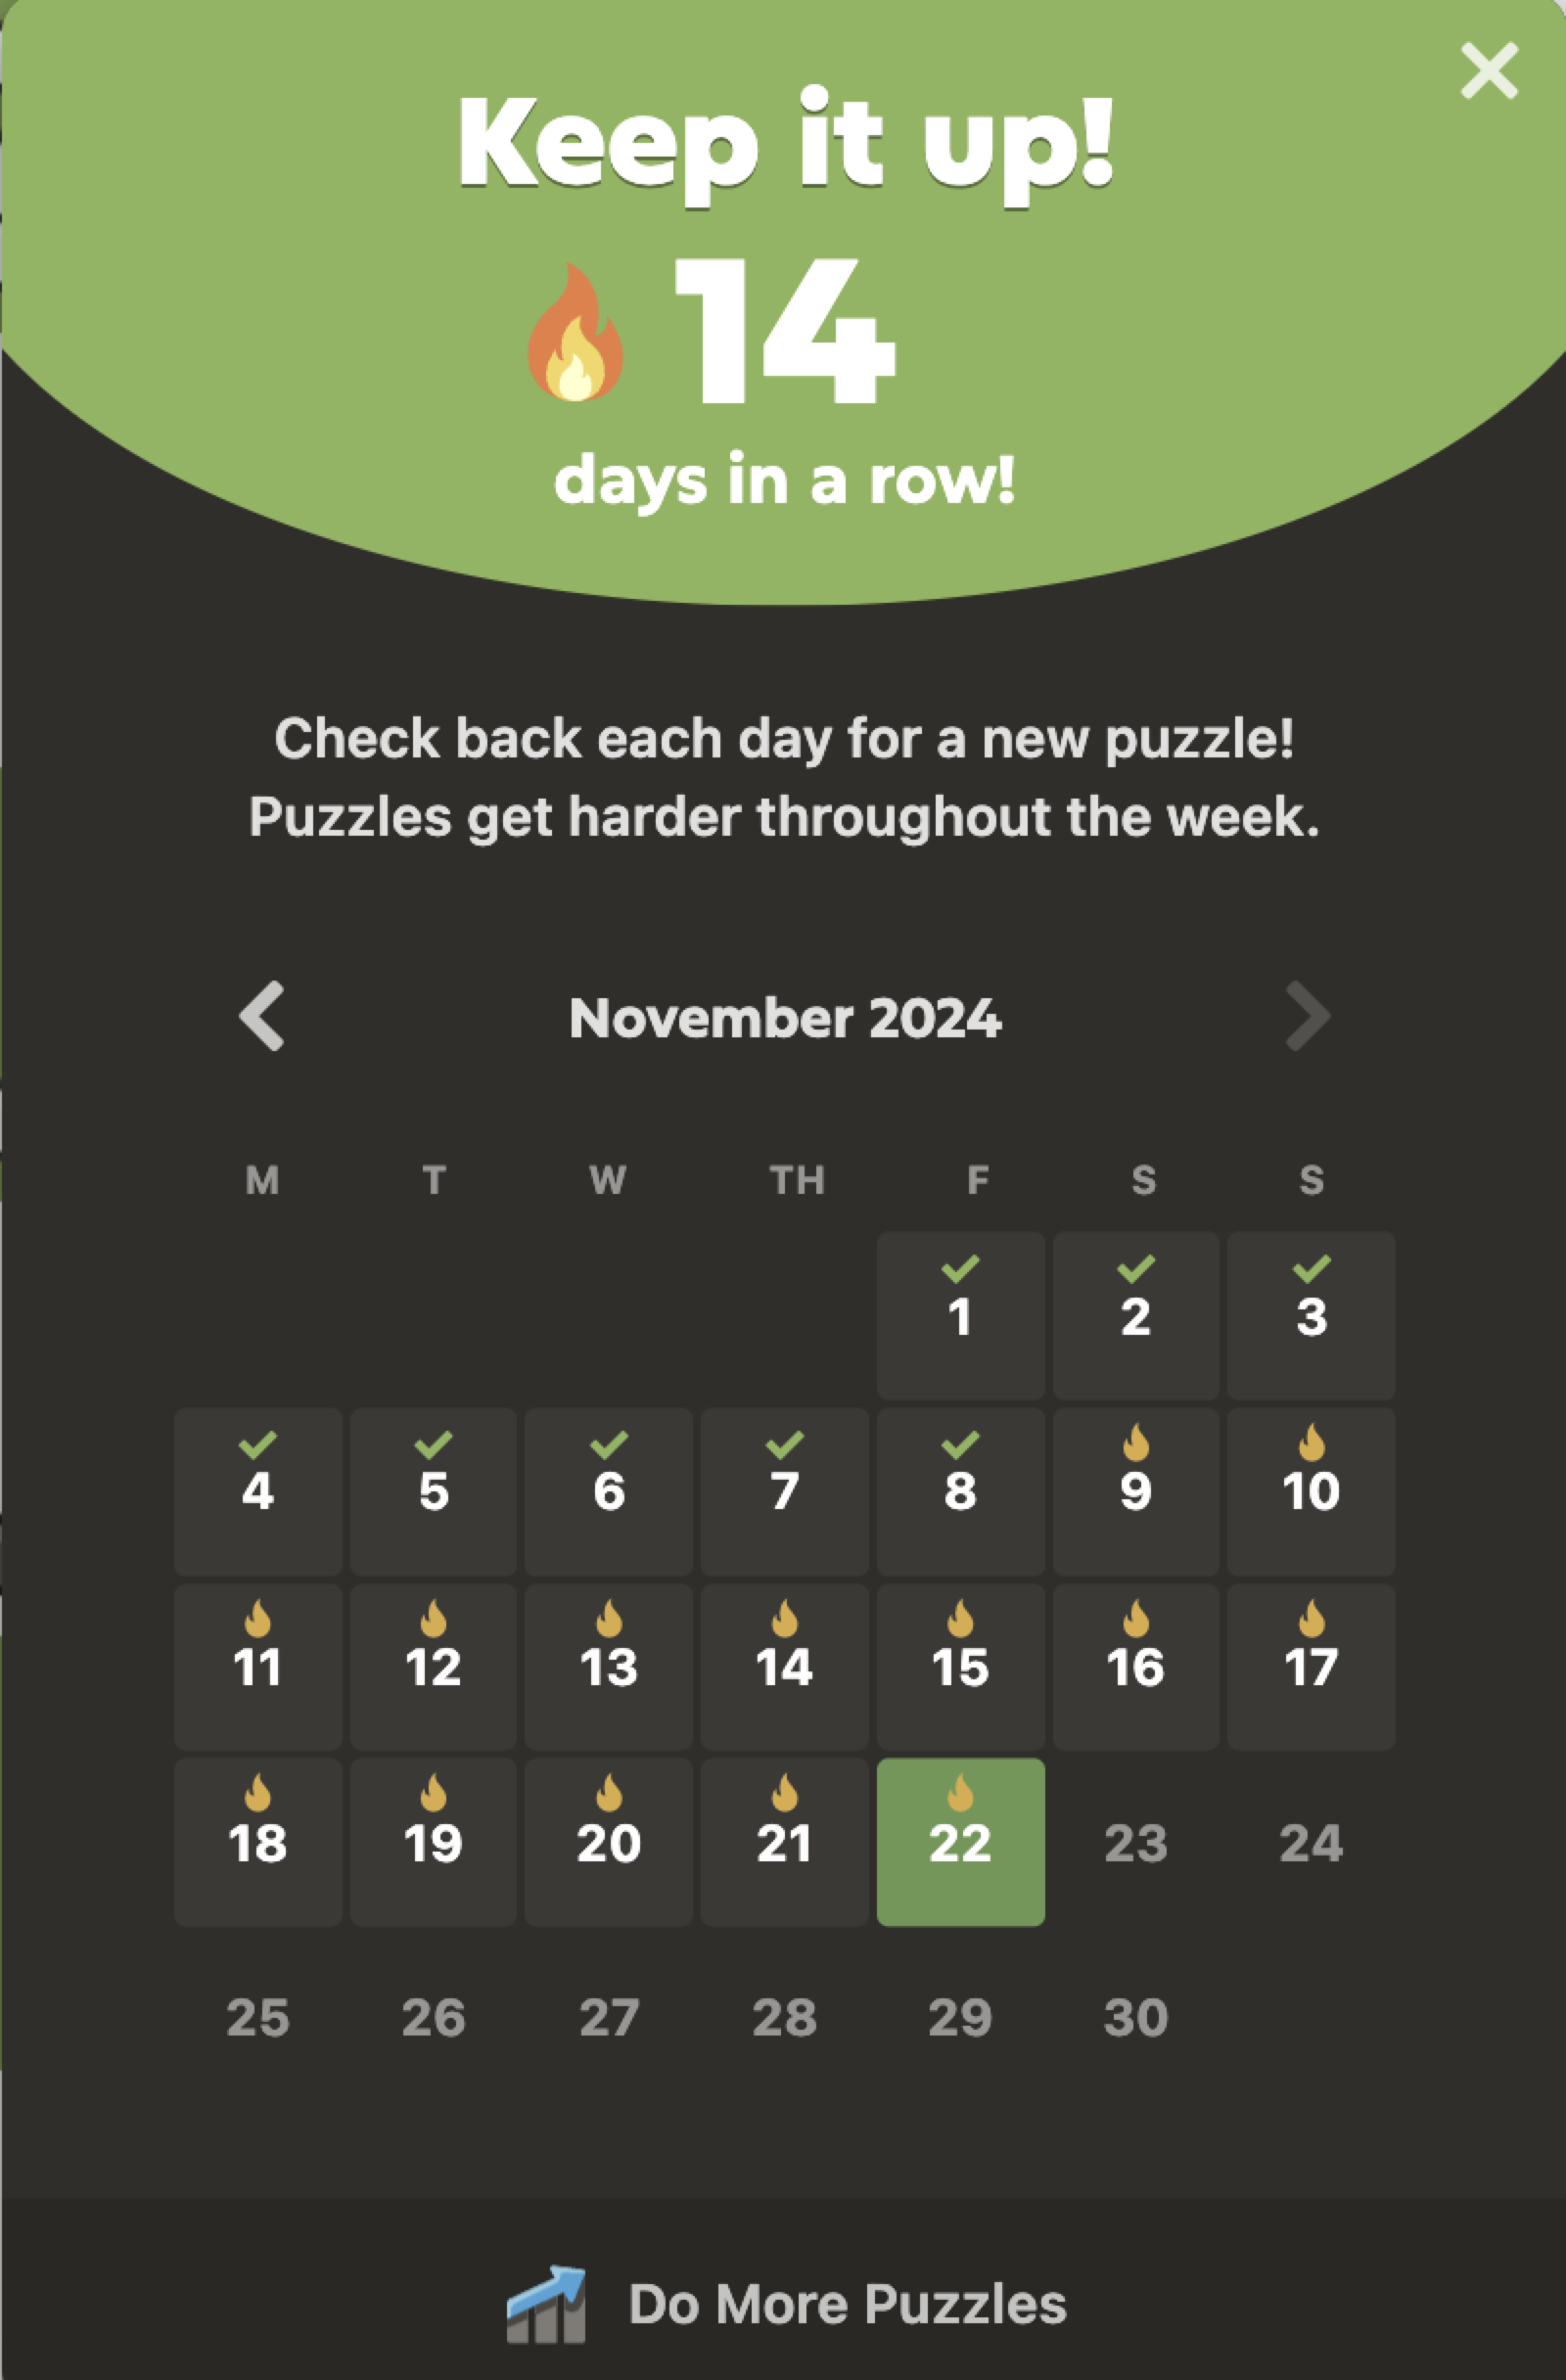 Keep it up!
14
days in a row!
Check back each day for a new puzzle!
Puzzles get harder throughout the week.
November 2024
M T W TH F S S
1 2 3
4 5 6 7 8 9 10
11 12 13 14 15 16 17
18 19 20 21 22 23 24
25 26 27 28 29 30
Do More Puzzles